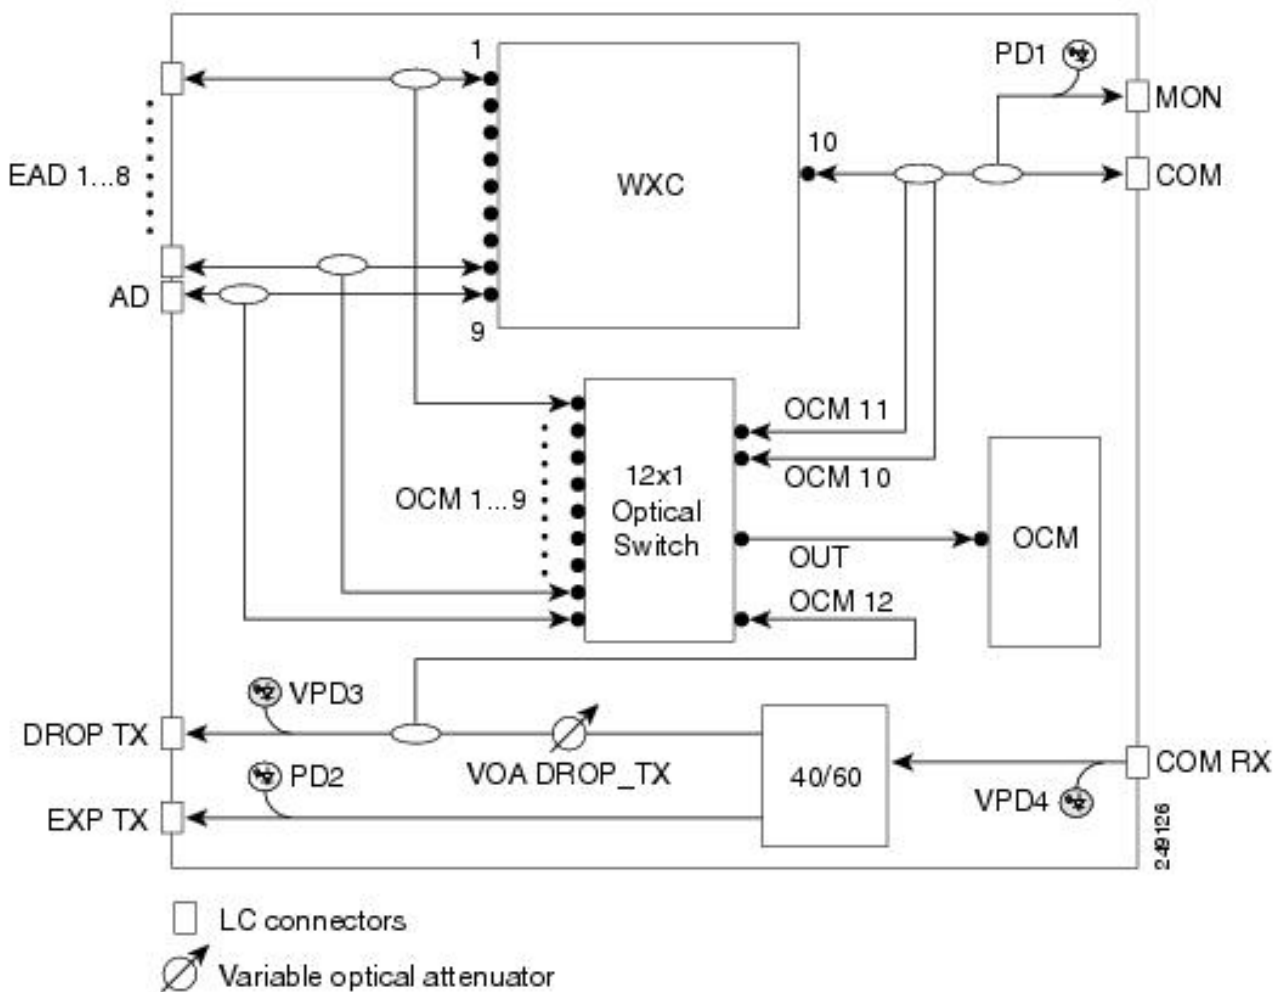 1
PD1
MON
10
EAD 1...8
WXC
COM
AD
9
OCM 11
OCM 10
OCM 1...9
12x1
Optical
Switch
OCM
OUT
OCM 12
VPD3
DROP TX
VOA DROP_TX
40/60
COM RX
PD2
VPD4
EXP TX
249126
LC connectors
Variable optical attenuator